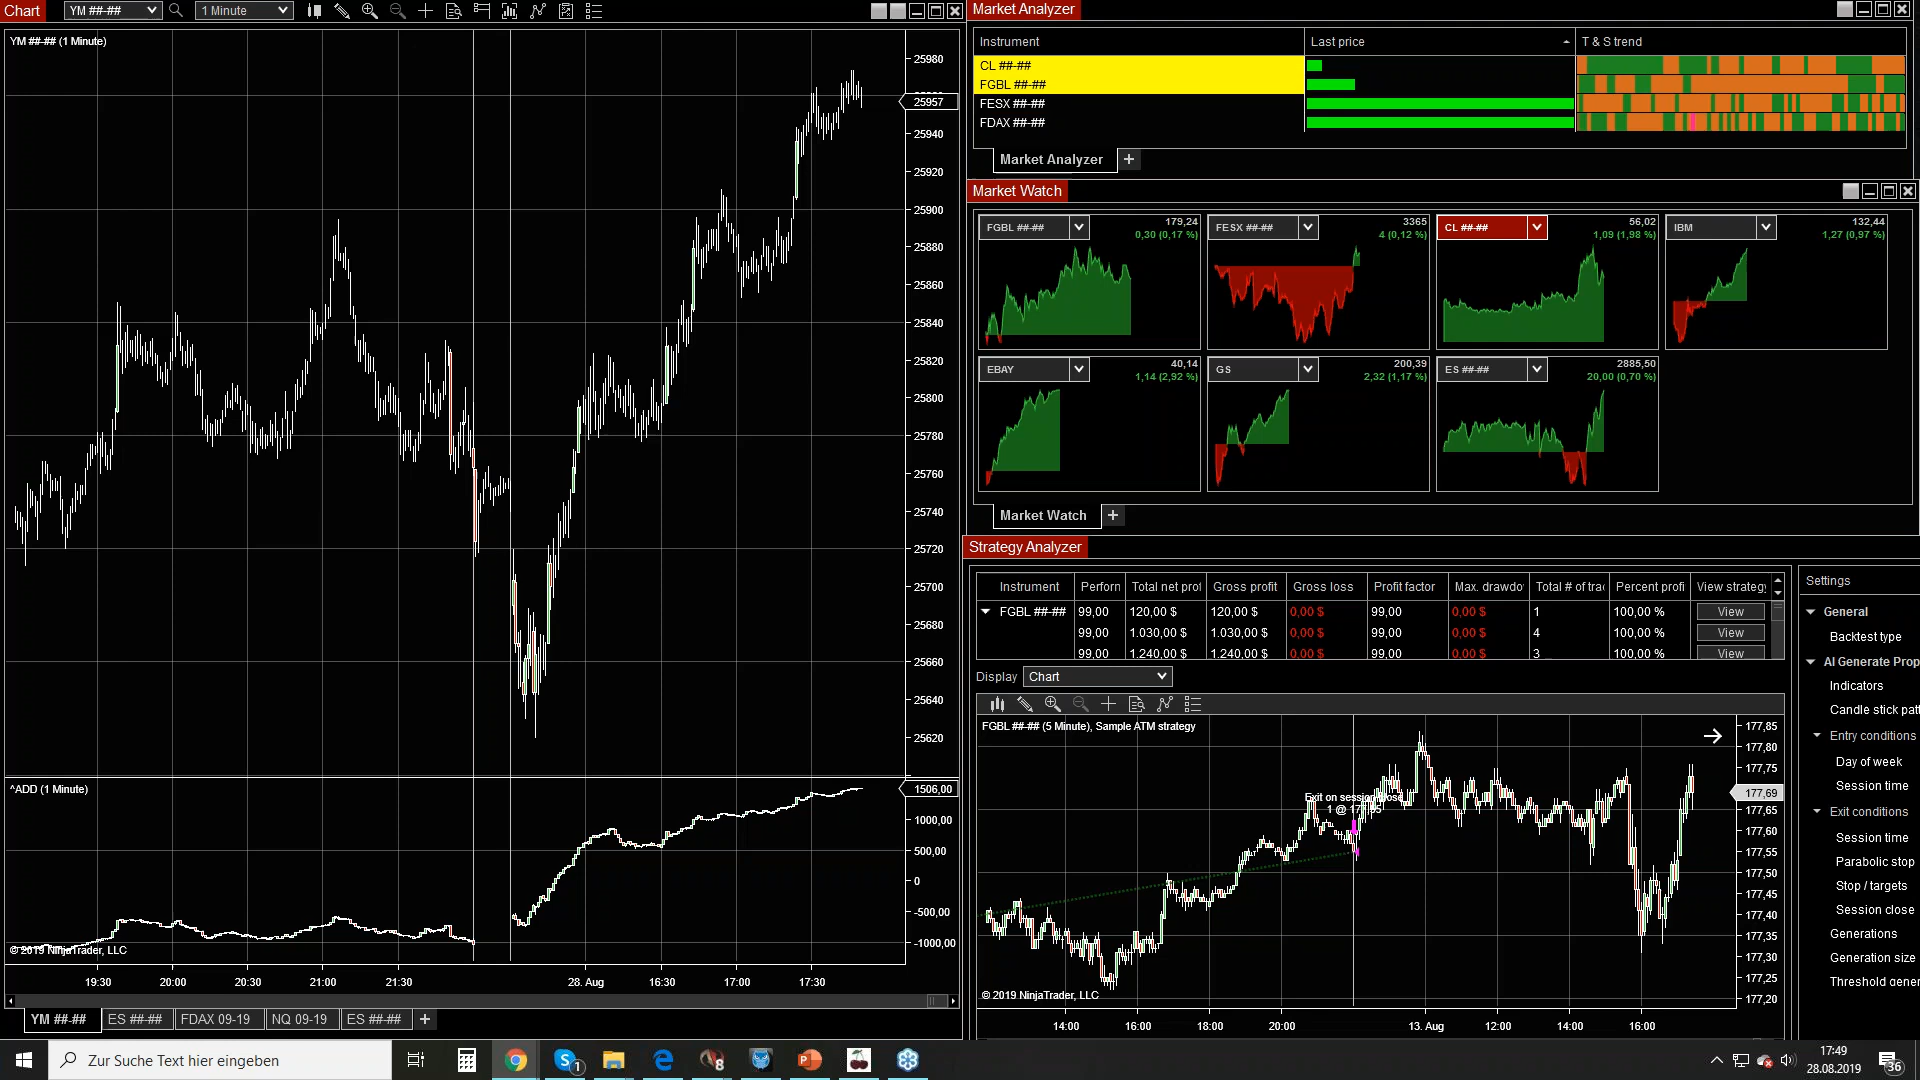 Chart
YM ##-##
1 Minute
YM ##-## (1 Minute)
25980
25957
25940
25920
25900
25880
25860
25840
25820
25800
25780
25760
25740
25720
25700
25680
25660
25640
25620
^ADD (1 Minute)
1506,00
1000,00
500,00
0
-500,00
-1000,00
© 2019 NinjaTrader, LLC
19:30 20:00 20:30 21:00 21:30 28. Aug 16:30 17:00 17:30
YM ##-## ES ##-## FDAX 09-19 NQ 09-19 ES ##-## +
Market Analyzer
Instrument Last price T & S trend
CL ##-##
FGBL ##-##
FESX ##-##
FDAX ##-##
Market Analyzer +
Market Watch
FGBL ##-## 179,24
0,30 (0,17 %)
FESX ##-## 3365
4 (0,12 %)
CL ##-## 56,02
1,09 (1,98 %)
IBM 132,44
1,27 (0,97 %)
EBAY 40,14
1,14 (2,92 %)
GS 200,39
2,32 (1,17 %)
ES ##-## 2885,50
20,00 (0,70 %)
Market Watch +
Strategy Analyzer
Instrument Perforn Total net prof Gross profit Gross loss Profit factor Max. drawdo Total # of trad Percent profi View strategy
FGBL ##-## 99,00 120,00 $ 120,00 $ 0,00 $ 99,00 0,00 $ 1 100,00 % View
99,00 1.030,00 $ 1.030,00 $ 0,00 $ 99,00 0,00 $ 4 100,00 % View
99,00 1.240,00 $ 1.240,00 $ 0,00 $ 99,00 0,00 $ 3 100,00 % View
Display Chart
FGBL ##-## (5 Minute), Sample ATM strategy
Exit on session close
1 @
177,85
177,80
177,75
177,69
177,65
177,60
177,55
177,50
177,45
177,40
177,35
177,30
177,25
177,20
© 2019 NinjaTrader, LLC
14:00 16:00 18:00 20:00 13. Aug 12:00 14:00 16:00
Settings
General
Backtest type
AI Generate Prop
Indicators
Candle stick patt
Entry conditions
Day of week
Session time
Exit conditions
Session time
Parabolic stop
Stop / targets
Session close
Generations
Generation size
Threshold gener
Zur Suche Text hier eingeben
1
8
17:49
28.08.2019
36